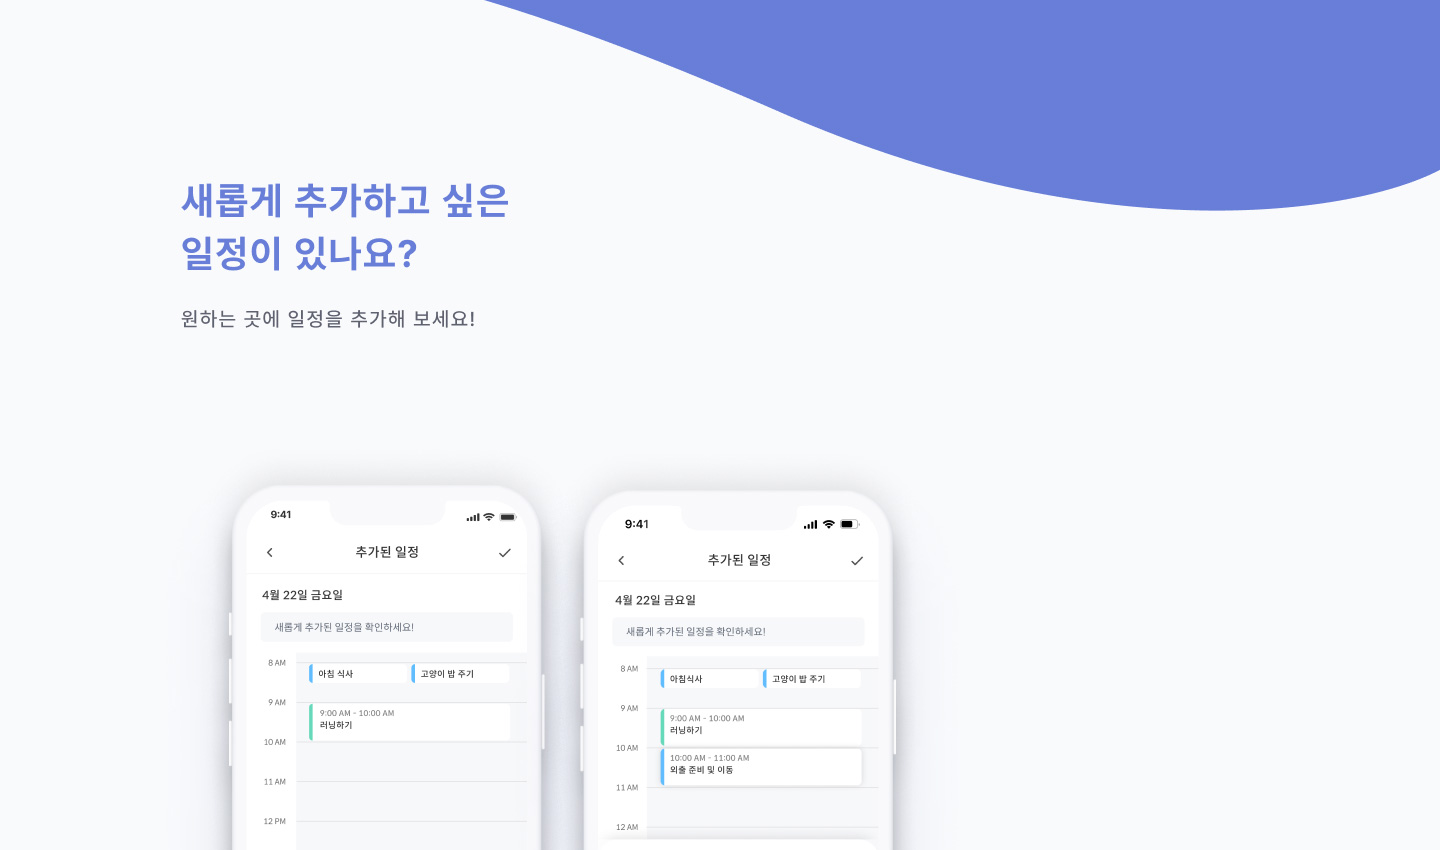 새롭게 추가하고 싶은
일정이 있나요?
원하는 곳에 일정을 추가해 보세요!
9:41
추가된 일정
4월 22일 금요일
새롭게 추가된 일정을 확인하세요!
8 AM
아침 식사
고양이 밥 주기
9 AM
9:00 AM - 10:00 AM
러닝하기
10 AM
11 AM
12 PM
9:41
추가된 일정
4월 22일 금요일
새롭게 추가된 일정을 확인하세요!
8 AM
아침식사
고양이 밥 주기
9 AM
9:00 AM - 10:00 AM
러닝하기
10 AM
10:00 AM - 11:00 AM
외출 준비 및 이동
11 AM
12 AM